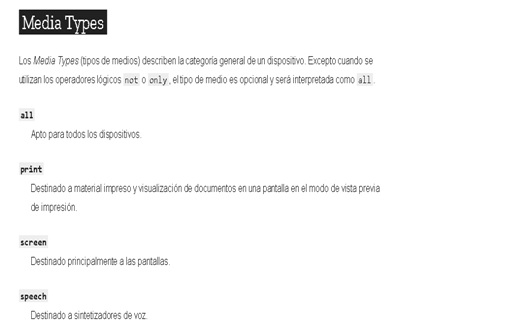 Media Types
Los Media Types (tipos de medios) describen la categoría general de un dispositivo. Excepto cuando se
utilizan los operadores lógicos not o only, el tipo de medio es opcional y será interpretada como all.
all
Apto para todos los dispositivos.
print
Destinado a material impreso y visualización de documentos en una pantalla en el modo de vista previa
de impresión.
screen
Destinado principalmente a las pantallas.
speech
Destinado a sintetizadores de voz.